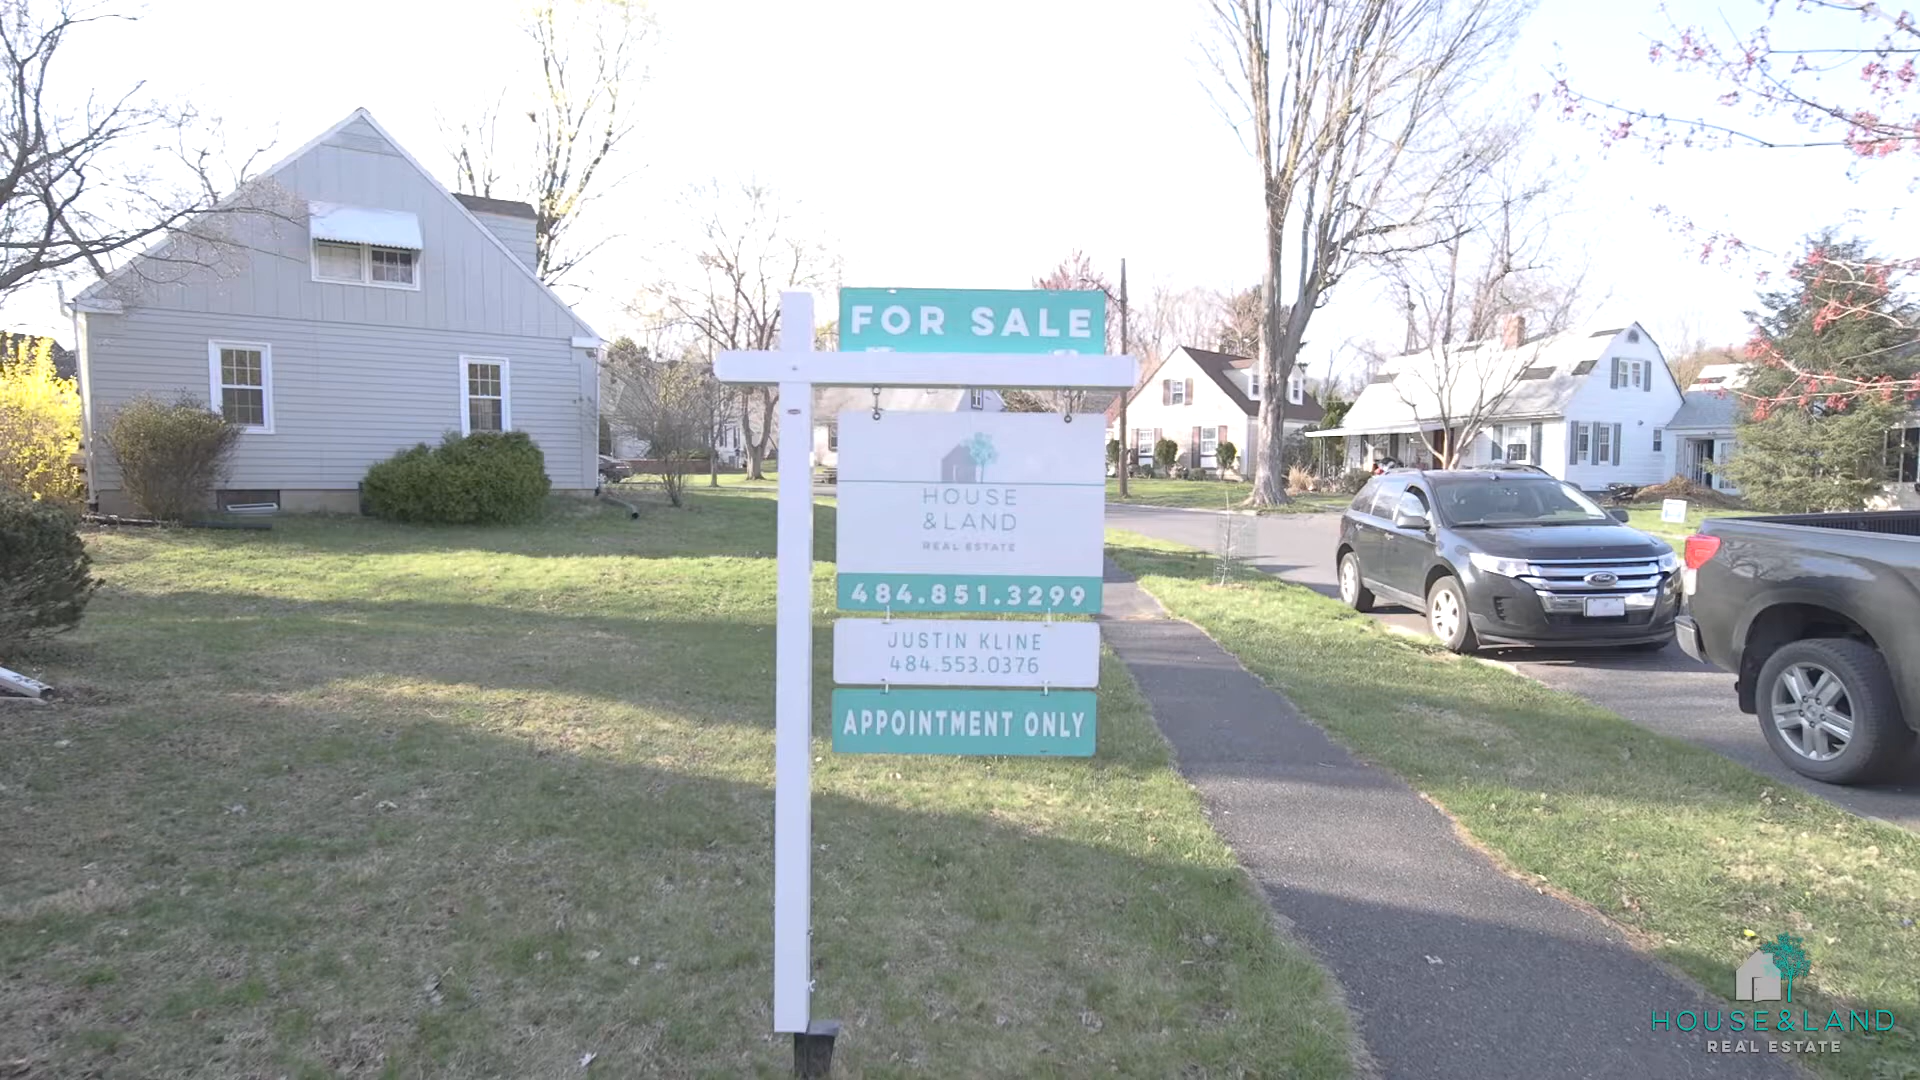 FOR SALE
HOUSE
&LAND
REAL ESTATE
484.851.3299
JUSTIN KLINE
484.553.0376
APPOINTMENT ONLY
HOUSE&LAND
REAL ESTATE